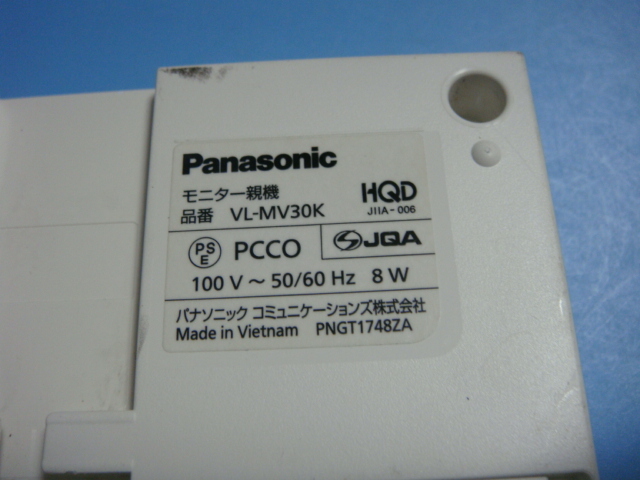 Panasonic
モニター親機
品番 VL-MV30K
HQD
JIIA-006
PS E PCCO JQA
100 V ~ 50/60 Hz 8 W
パナソニック コミュニケーションズ株式会社
Made in Vietnam PNGT1748ZA